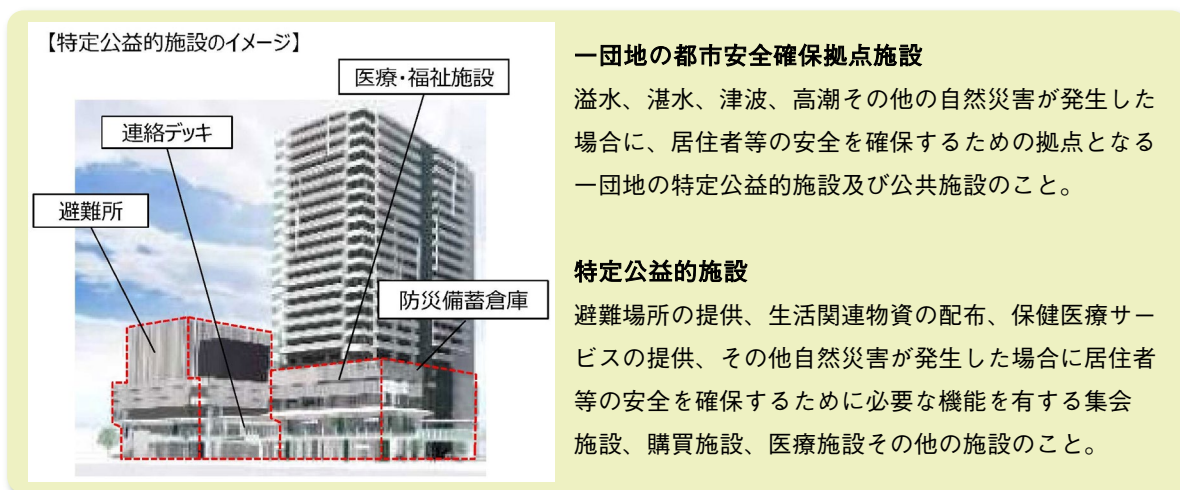 【特定公益的施設のイメージ】
医療・福祉施設
連絡デッキ
避難所
防災備蓄倉庫
一団地の都市安全確保拠点施設
溢水、湛水、津波、高潮その他の自然災害が発生した
場合に、居住者等の安全を確保するための拠点となる
一団地の特定公益的施設及び公共施設のこと。
特定公益的施設
避難場所の提供、生活関連物資の配布、保健医療サー
ビスの提供、その他自然災害が発生した場合に居住者
等の安全を確保するために必要な機能を有する集会
施設、購買施設、医療施設その他の施設のこと。